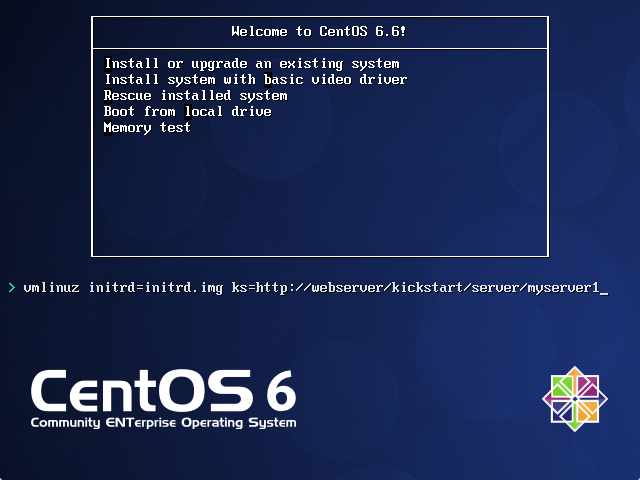 Welcome to CentOS 6.6!
Install or upgrade an existing system
Install system with basic video driver
Rescue installed system
Boot from local drive
Memory test
> vmlinuz initrd=initrd.img ks=http://webserver/kickstart/server/myserver1_
CentOS 6
Community ENTerprise Operating System